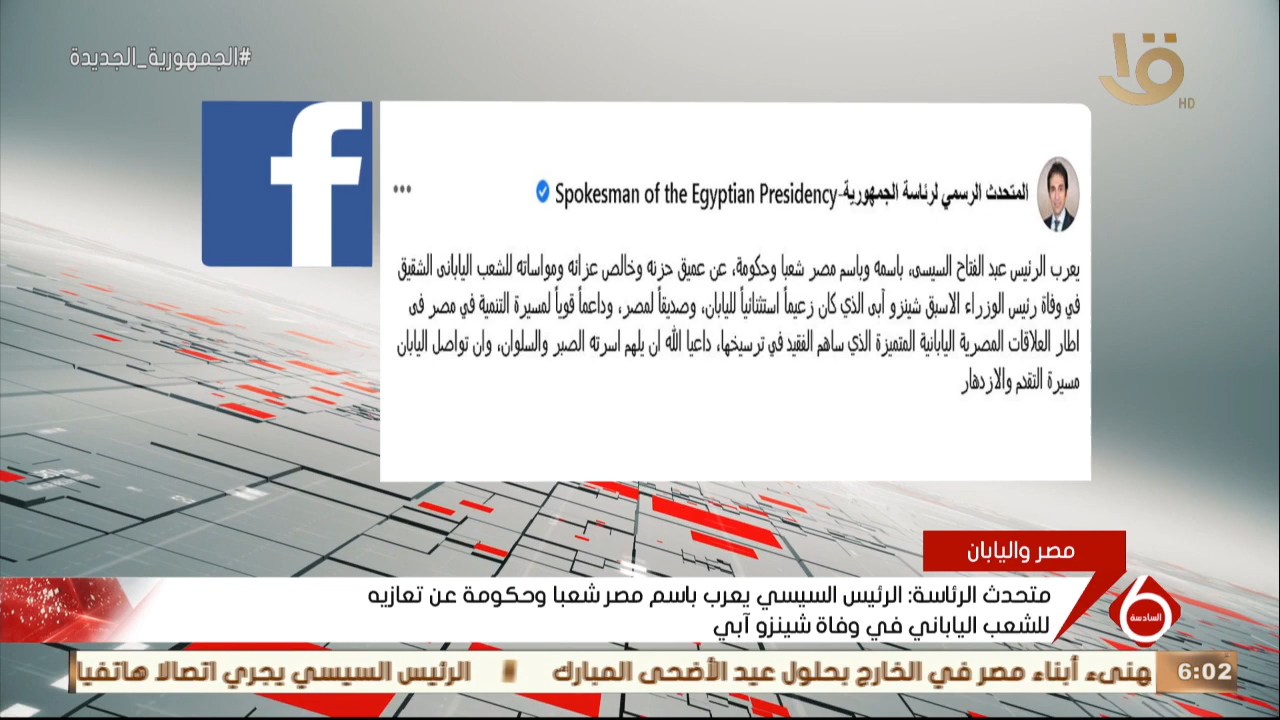 #الجمهورية_الجديدة
HD
المتحدث الرسمي لرئاسة الجمهورية-Spokesman of the Egyptian Presidency
يعرب الرئيس عبد الفتاح السيسى، باسمه وباسم مصر شعبا وحكومة، عن عميق حزنه وخالص عزائه ومواساته للشعب اليابانى الشقيق
في وفاة رئيس الوزراء الاسبق شينزو آبى الذي كان زعيماً استثنائياً لليابان، وصديقاً لمصر، وداعماً قوياً لمسيرة التنمية في مصر فى
اطار العلاقات المصرية اليابانية المتميزة الذي ساهم الفقيد في ترسيخها، داعيا الله ان يلهم اسرته الصبر والسلوان، وان تواصل اليابان
مسيرة التقدم والازدهار
مصر واليابان
متحدث الرئاسة: الرئيس السيسي يعرب باسم مصر شعبا وحكومة عن تعازيه
للشعب الياباني في وفاة شينزو آبي
السادسة
6:02
هنىء أبناء مصر في الخارج بحلول عيد الأضحى المبارك
الرئيس السيسي يجري اتصالا هاتفيا